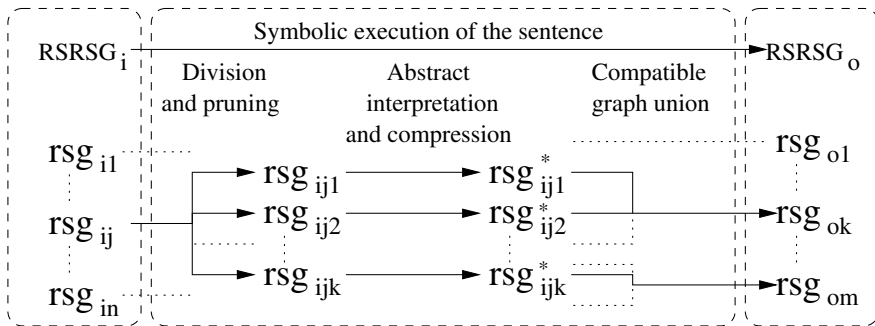 Symbolic execution of the sentence
RSRSG i
RSRSG o
Division and pruning
Abstract interpretation and compression
Compatible graph union
rsg i1
rsg o1
rsg ij1
rsg * ij1
rsg ij
rsg ij2
rsg * ij2
rsg ok
rsg ijk
rsg * ijk
rsg in
rsg om